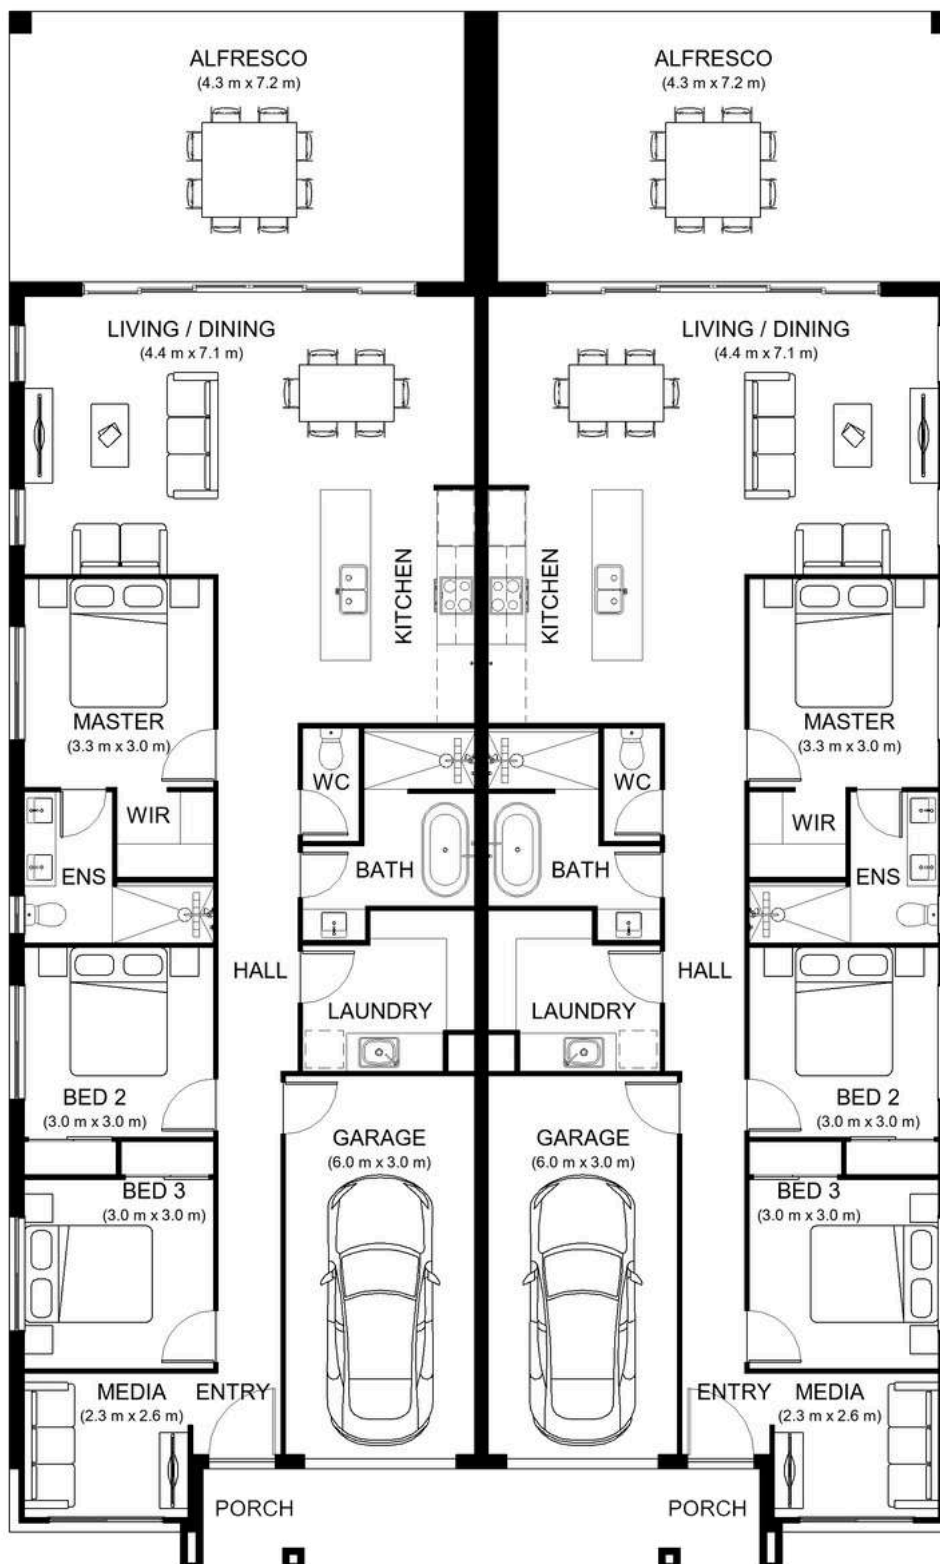 ALFRESCO
(4.3 m x 7.2 m)
ALFRESCO
(4.3 m x 7.2 m)
LIVING / DINING
(4.4 m x 7.1 m)
LIVING / DINING
(4.4 m x 7.1 m)
KITCHEN
KITCHEN
MASTER
(3.3 m x 3.0 m)
MASTER
(3.3 m x 3.0 m)
WC
WC
WIR
WIR
ENS
BATH
BATH
ENS
HALL
HALL
LAUNDRY
LAUNDRY
BED 2
(3.0 m x 3.0 m)
BED 2
(3.0 m x 3.0 m)
GARAGE
(6.0 m x 3.0 m)
GARAGE
(6.0 m x 3.0 m)
BED 3
(3.0 m x 3.0 m)
BED 3
(3.0 m x 3.0 m)
MEDIA
(2.3 m x 2.6 m)
ENTRY
ENTRY
MEDIA
(2.3 m x 2.6 m)
PORCH
PORCH